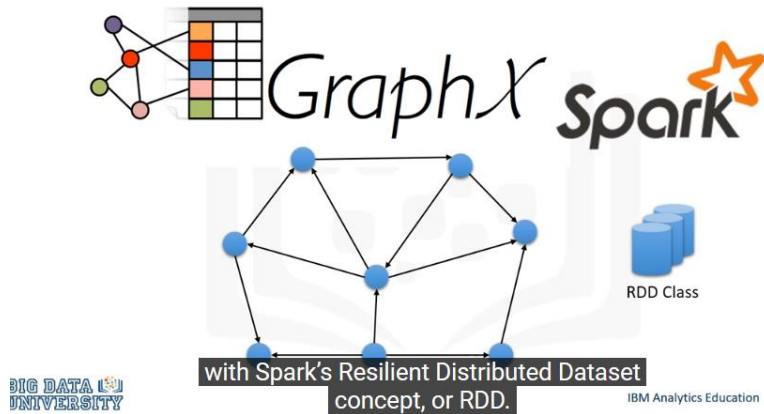 GraphX
Spark
RDD Class
with Spark's Resilient Distributed Dataset
concept, or RDD.
BIG DATA
UNIVERSITY
IBM Analytics Education